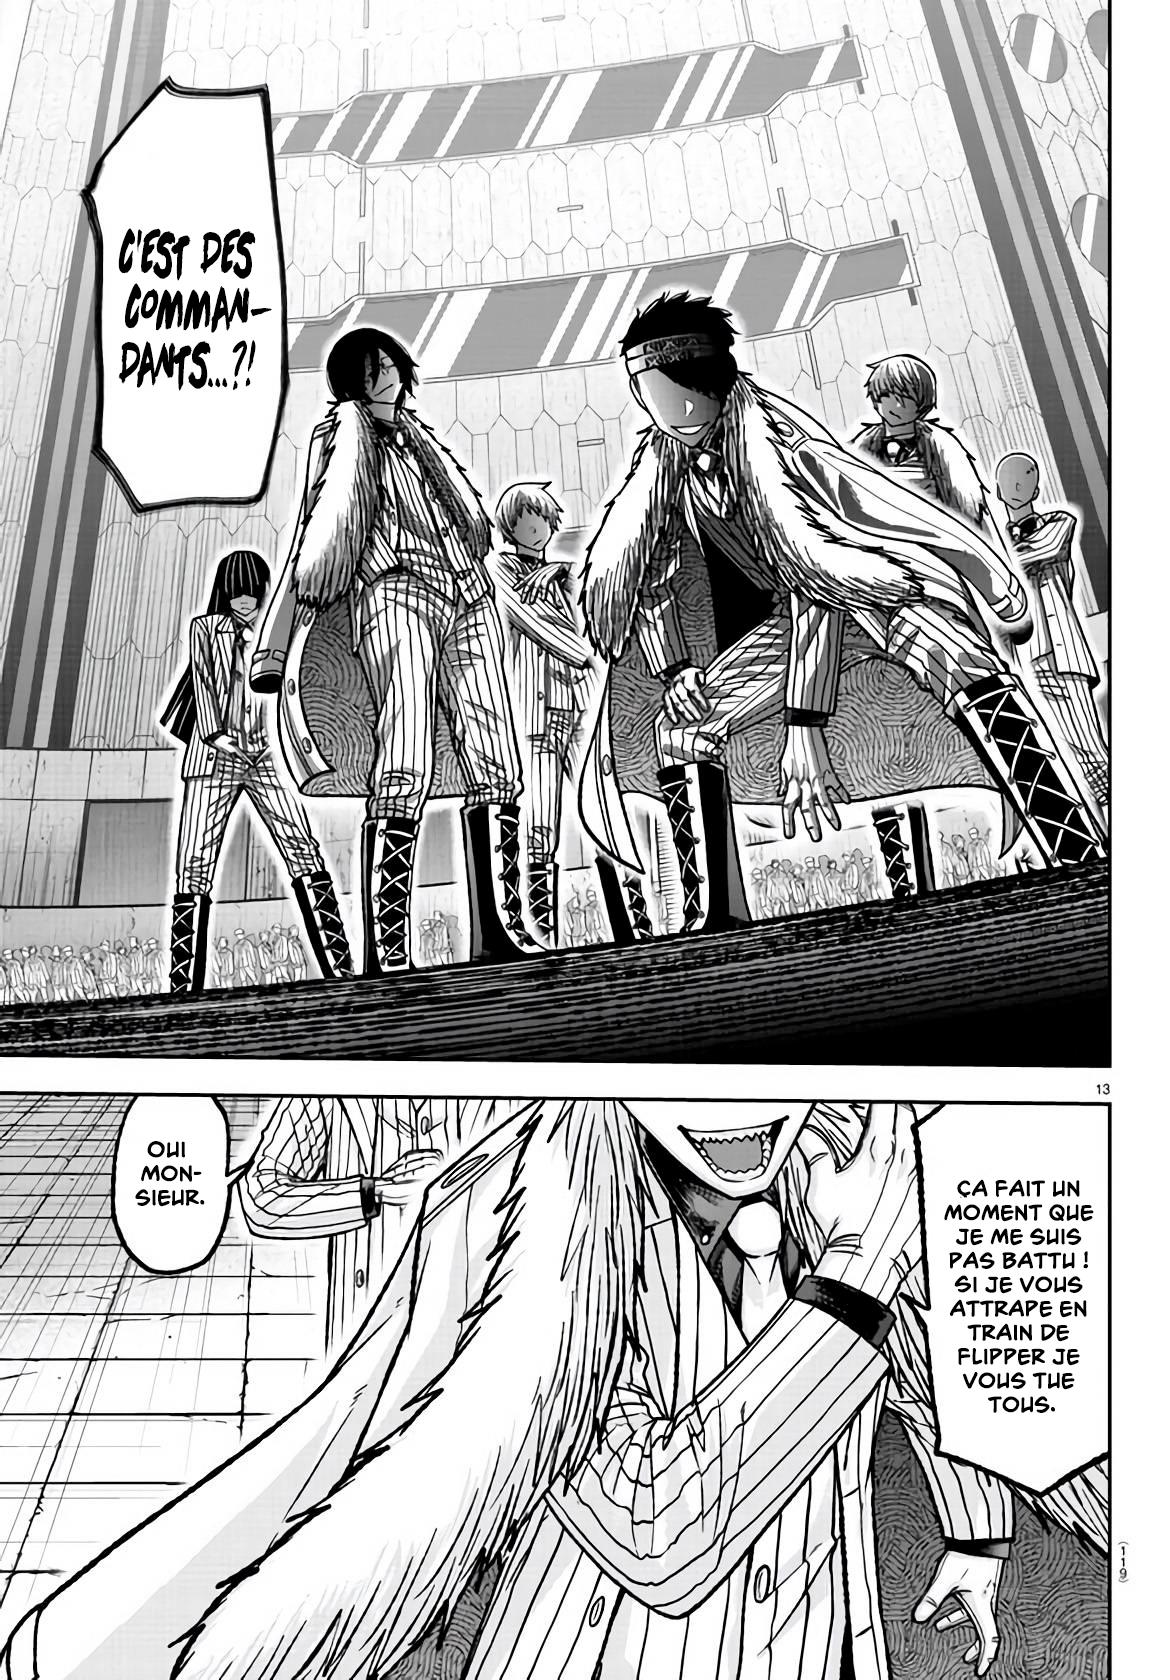 C'EST DES
COMMAN-
DANTS...?!
13
ÇA FAIT UN
MOMENT QUE
JE ME SUIS
PAS BATTU !
SI JE VOUS
ATTRAPE EN
TRAIN DE
FLIPPER JE
VOUS TUE
TOUS.
OUI
MON-
SIEUR.
(119)